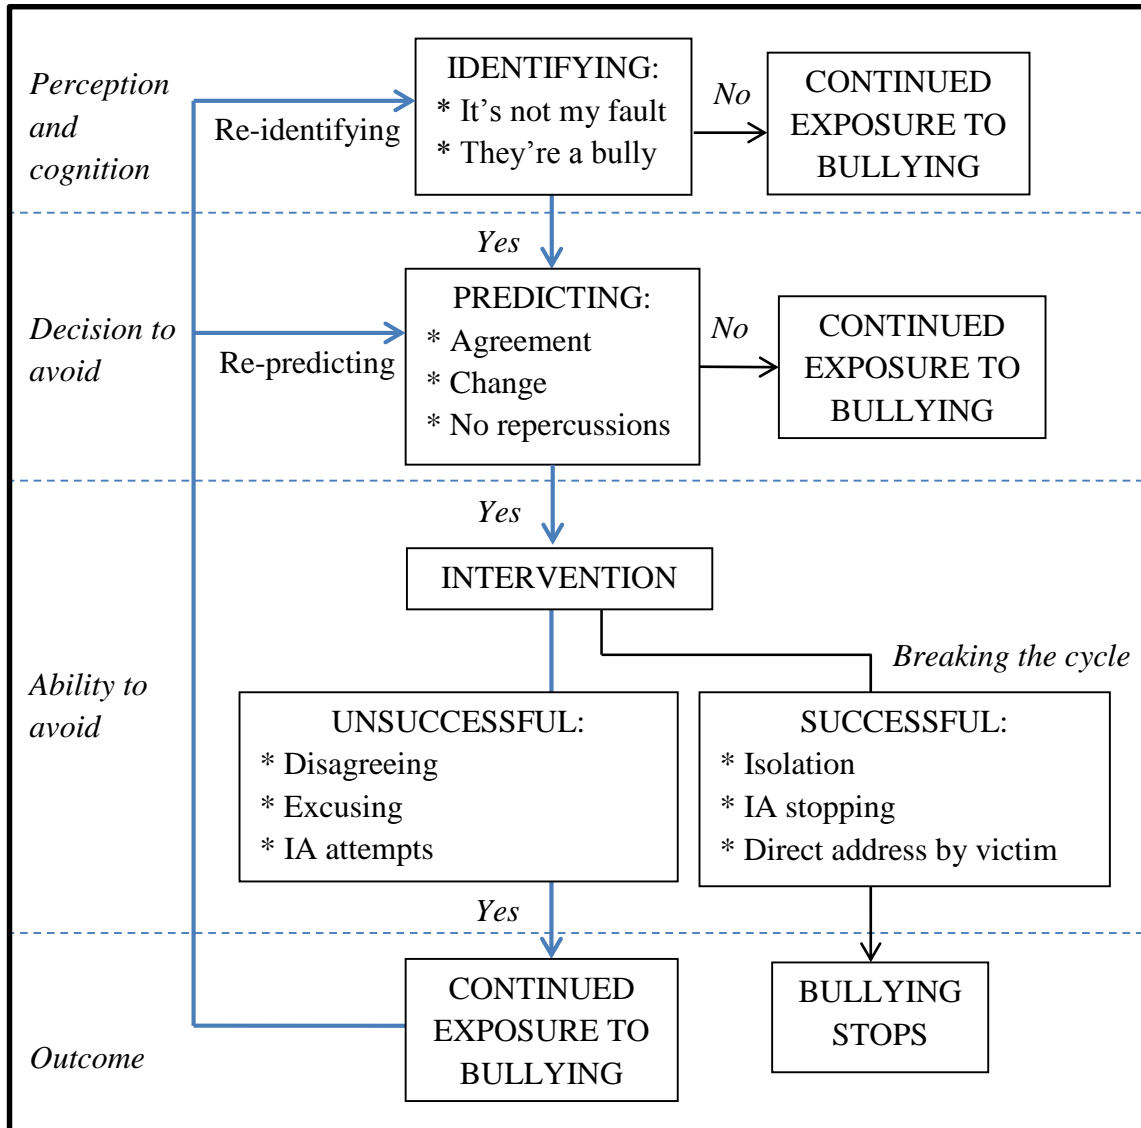 Perception
and
cognition
Re-identifying
IDENTIFYING:
* It’s not my fault
* They’re a bully
No
CONTINUED
EXPOSURE TO
BULLYING
Yes
Decision to
avoid
Re-predicting
PREDICTING:
* Agreement
* Change
* No repercussions
No
CONTINUED
EXPOSURE TO
BULLYING
Yes
INTERVENTION
Breaking the cycle
Ability to
avoid
UNSUCCESSFUL:
* Disagreeing
* Excusing
* IA attempts
SUCCESSFUL:
* Isolation
* IA stopping
* Direct address by victim
Yes
Outcome
CONTINUED
EXPOSURE TO
BULLYING
BULLYING
STOPS